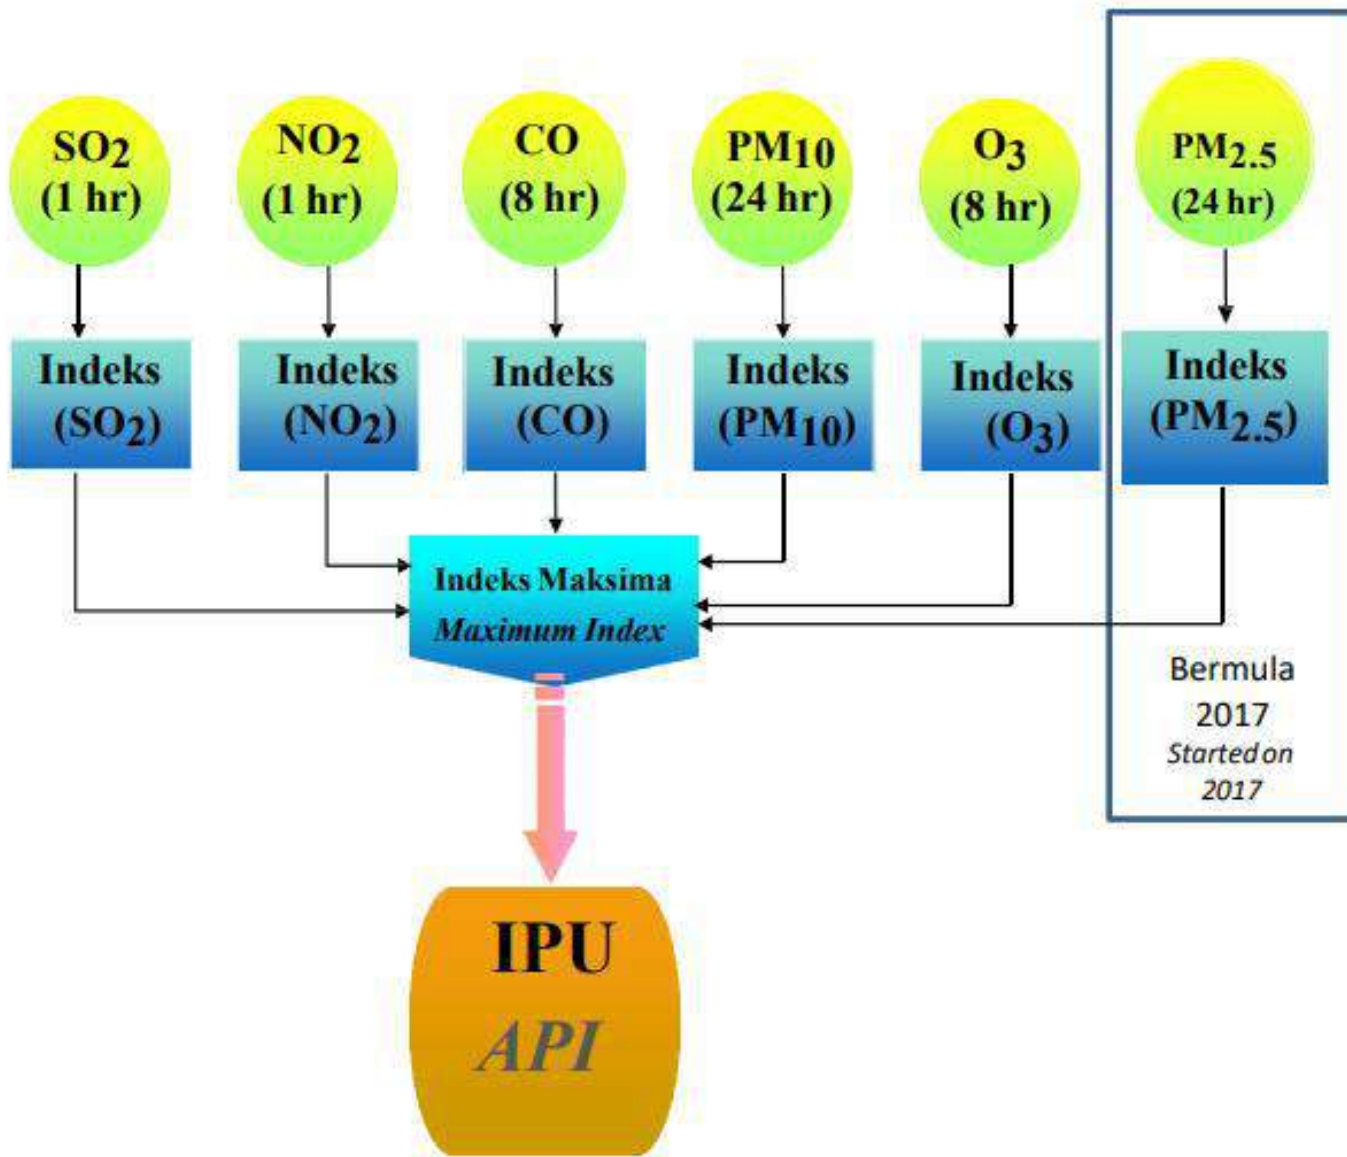 SO2
(1 hr)
NO2
(1 hr)
CO
(8 hr)
PM10
(24 hr)
O3
(8 hr)
PM2.5
(24 hr)
Indeks
(SO2)
Indeks
(NO2)
Indeks
(CO)
Indeks
(PM10)
Indeks
(O3)
Indeks
(PM2.5)
Indeks Maksima
Maximum Index
Bermula
2017
Started on
2017
IPU
API